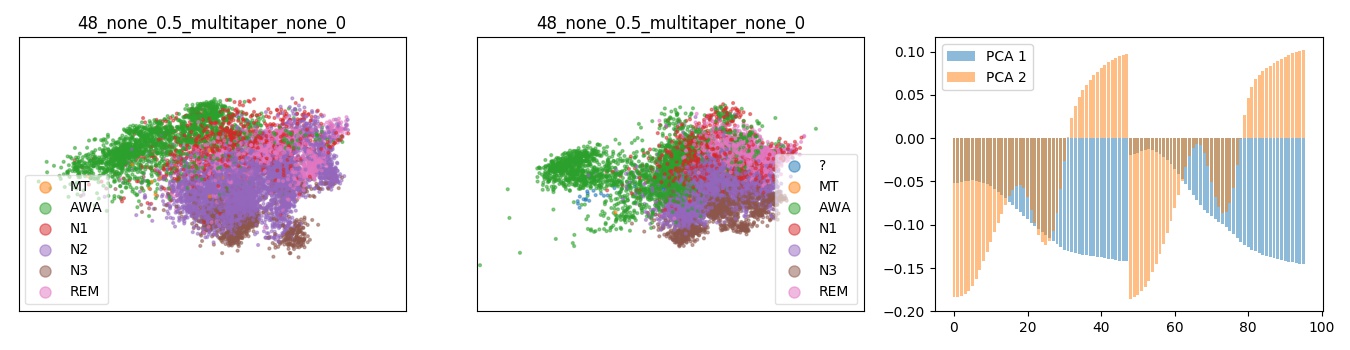 48_none_0.5_multitaper_none_0
MT
AWA
N1
N2
N3
REM
48_none_0.5_multitaper_none_0
?
MT
AWA
N1
N2
N3
REM
PCA 1
PCA 2
0.10
0.05
0.00
−0.05
−0.10
−0.15
−0.20
0 20 40 60 80 100